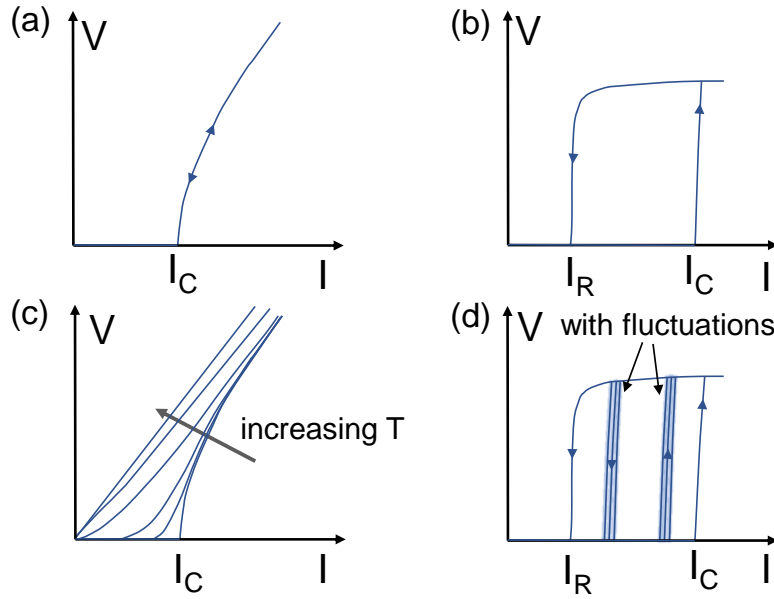 (a)
V
I_C
I
(b)
V
I_R
I_C
I
(c)
V
increasing T
I_C
I
(d)
V
with fluctuations
I_R
I_C
I